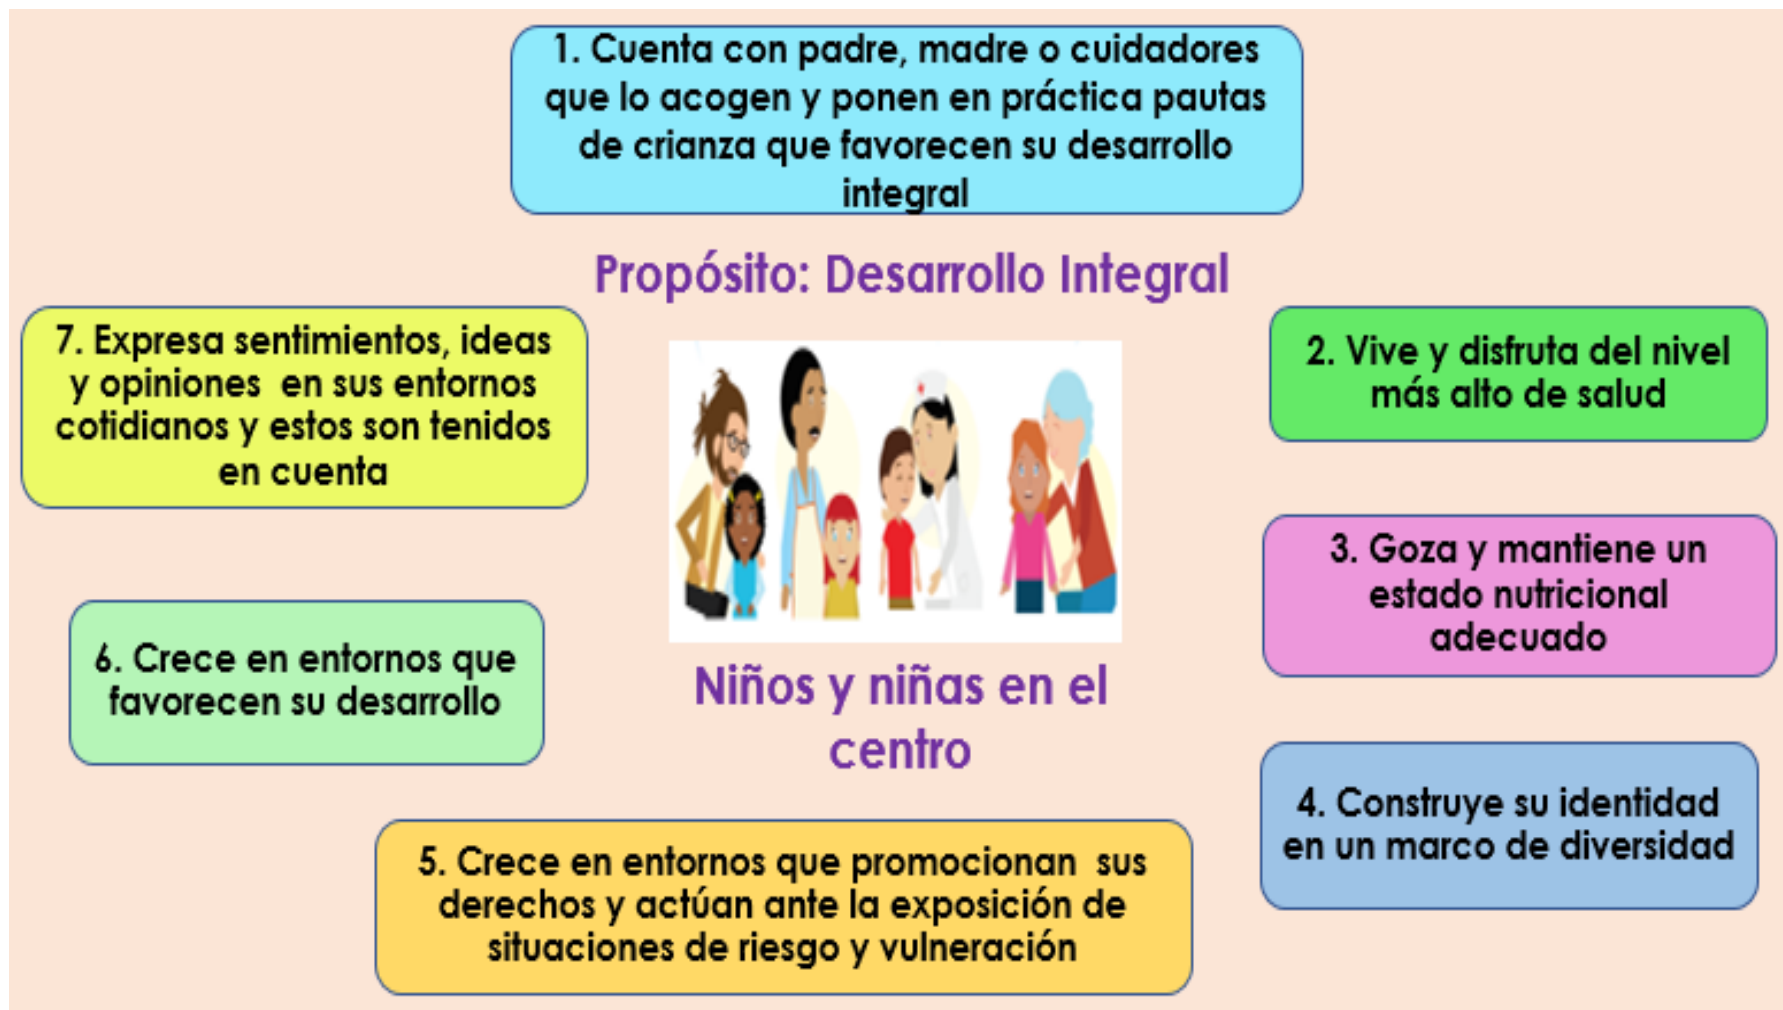 1. Cuenta con padre, madre o cuidadores
que lo acogen y ponen en práctica pautas
de crianza que favorecen su desarrollo
integral
Propósito: Desarrollo Integral
2. Vive y disfruta del nivel
más alto de salud
3. Goza y mantiene un
estado nutricional
adecuado
4. Construye su identidad
en un marco de diversidad
5. Crece en entornos que promocionan  sus
derechos y actúan ante la exposición de
situaciones de riesgo y vulneración
6. Crece en entornos que
favorecen su desarrollo
7. Expresa sentimientos, ideas
y opiniones  en sus entornos
cotidianos y estos son tenidos
en cuenta
Niños y niñas en el
centro